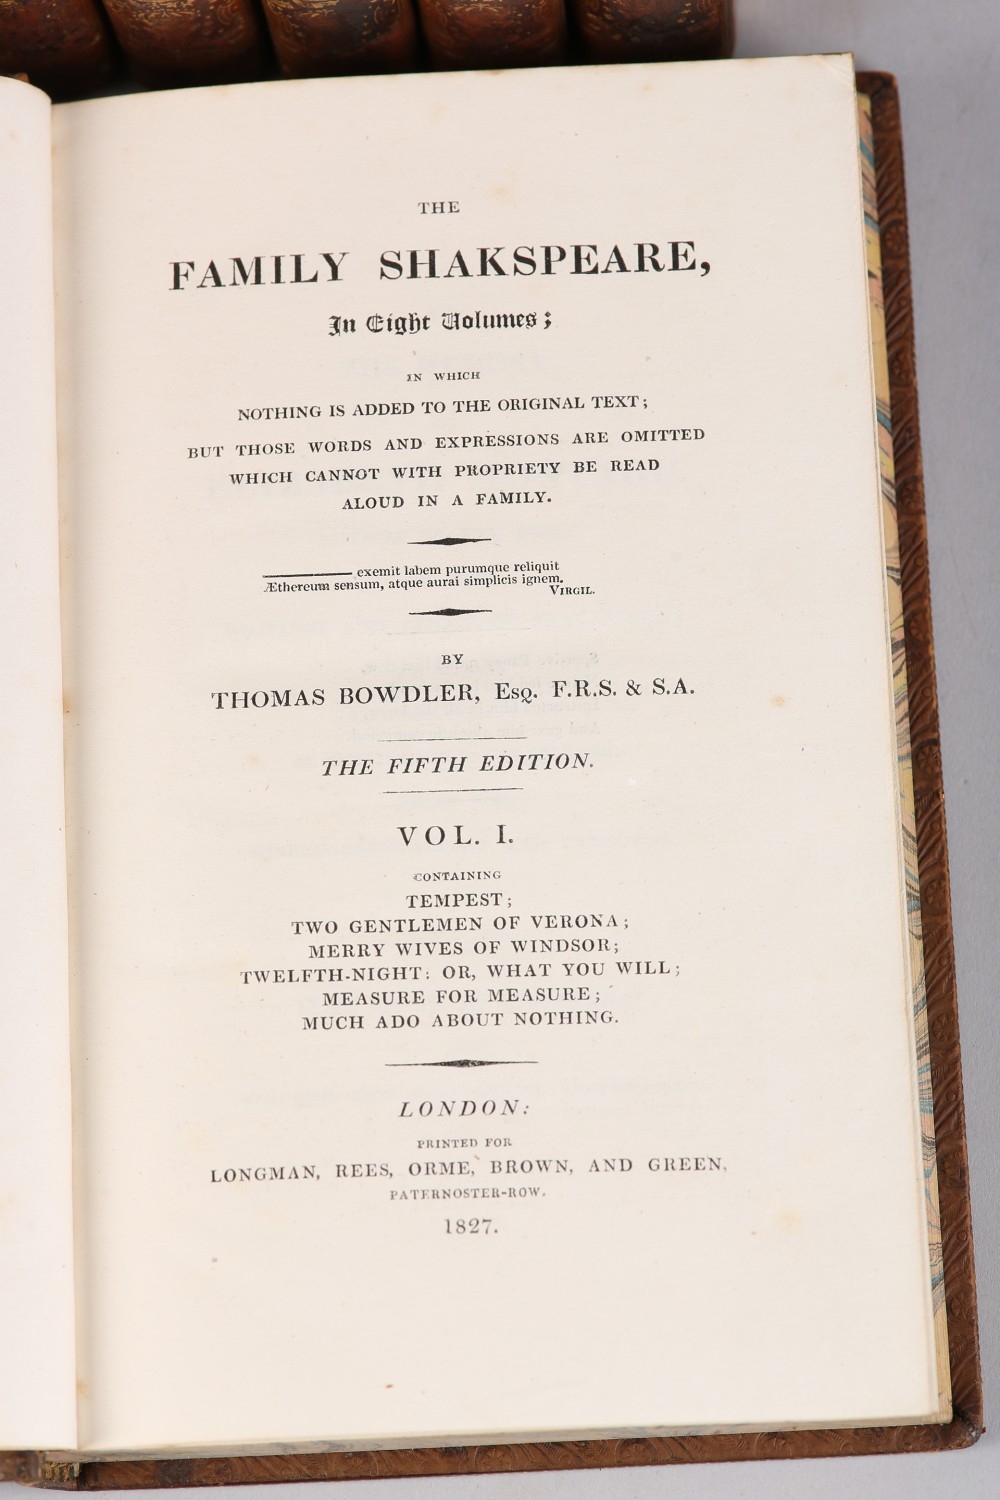 THE
FAMILY SHAKSPEARE,
In Eight Volumes;
IN WHICH
NOTHING IS ADDED TO THE ORIGINAL TEXT;
BUT THOSE WORDS AND EXPRESSIONS ARE OMITTED
WHICH CANNOT WITH PROPRIETY BE READ
ALOUD IN A FAMILY.
exemit labem purumque reliquit
Æthereum sensum, atque aurai simplicis ignem.
VIRGIL.
BY
THOMAS BOWDLER, ESQ. F.R.S. & S.A.
THE FIFTH EDITION.
VOL. I.
CONTAINING
TEMPEST;
TWO GENTLEMEN OF VERONA;
MERRY WIVES OF WINDSOR;
TWELFTH-NIGHT: OR, WHAT YOU WILL;
MEASURE FOR MEASURE;
MUCH ADO ABOUT NOTHING.
LONDON:
PRINTED FOR
LONGMAN, REES, ORME, BROWN, AND GREEN,
PATERNOSTER-ROW.
1827.